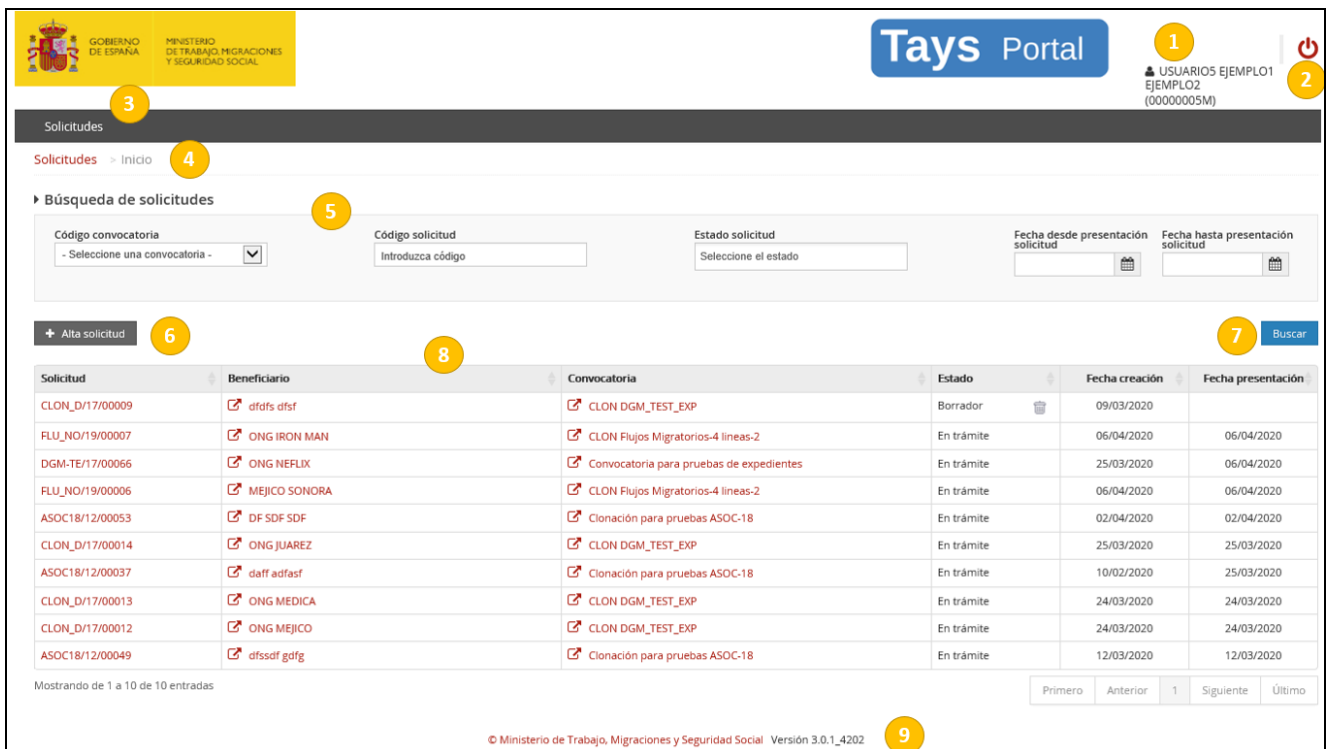 GOBIERNO DE ESPAÑA
MINISTERIO DE TRABAJO, MIGRACIONES Y SEGURIDAD SOCIAL
Tays Portal
1
USUARIO5 EJEMPLO1
EJEMPLO2
(00000005M)
2
3
Solicitudes
Solicitudes > Inicio
4
Búsqueda de solicitudes
5
Código convocatoria
- Seleccione una convocatoria -
Código solicitud
Introduzca código
Estado solicitud
Seleccione el estado
Fecha desde presentación solicitud
Fecha hasta presentación solicitud
+ Alta solicitud
6
7
Buscar
8
Solicitud Beneficiario Convocatoria Estado Fecha creación Fecha presentación
CLON_D/17/00009 dfdfs dfsf CLON DGM_TEST_EXP Borrador 09/03/2020
FLU_NO/19/00007 ONG IRON MAN CLON Flujos Migratorios-4 lineas-2 En trámite 06/04/2020 06/04/2020
DGM-TE/17/00066 ONG NEFLIX Convocatoria para pruebas de expedientes En trámite 25/03/2020 06/04/2020
FLU_NO/19/00006 MEJICO SONORA CLON Flujos Migratorios-4 lineas-2 En trámite 06/04/2020 06/04/2020
ASOC18/12/00053 DF SDF SDF Clonación para pruebas ASOC-18 En trámite 02/04/2020 02/04/2020
CLON_D/17/00014 ONG JUAREZ CLON DGM_TEST_EXP En trámite 25/03/2020 25/03/2020
ASOC18/12/00037 daff adfasf Clonación para pruebas ASOC-18 En trámite 10/02/2020 25/03/2020
CLON_D/17/00013 ONG MEDICA CLON DGM_TEST_EXP En trámite 24/03/2020 24/03/2020
CLON_D/17/00012 ONG MEJICO CLON DGM_TEST_EXP En trámite 24/03/2020 24/03/2020
ASOC18/12/00049 dfssdf gdfg Clonación para pruebas ASOC-18 En trámite 12/03/2020 12/03/2020
Mostrando de 1 a 10 de 10 entradas
Primero Anterior 1 Siguiente Último
© Ministerio de Trabajo, Migraciones y Seguridad Social Versión 3.0.1_4202
9